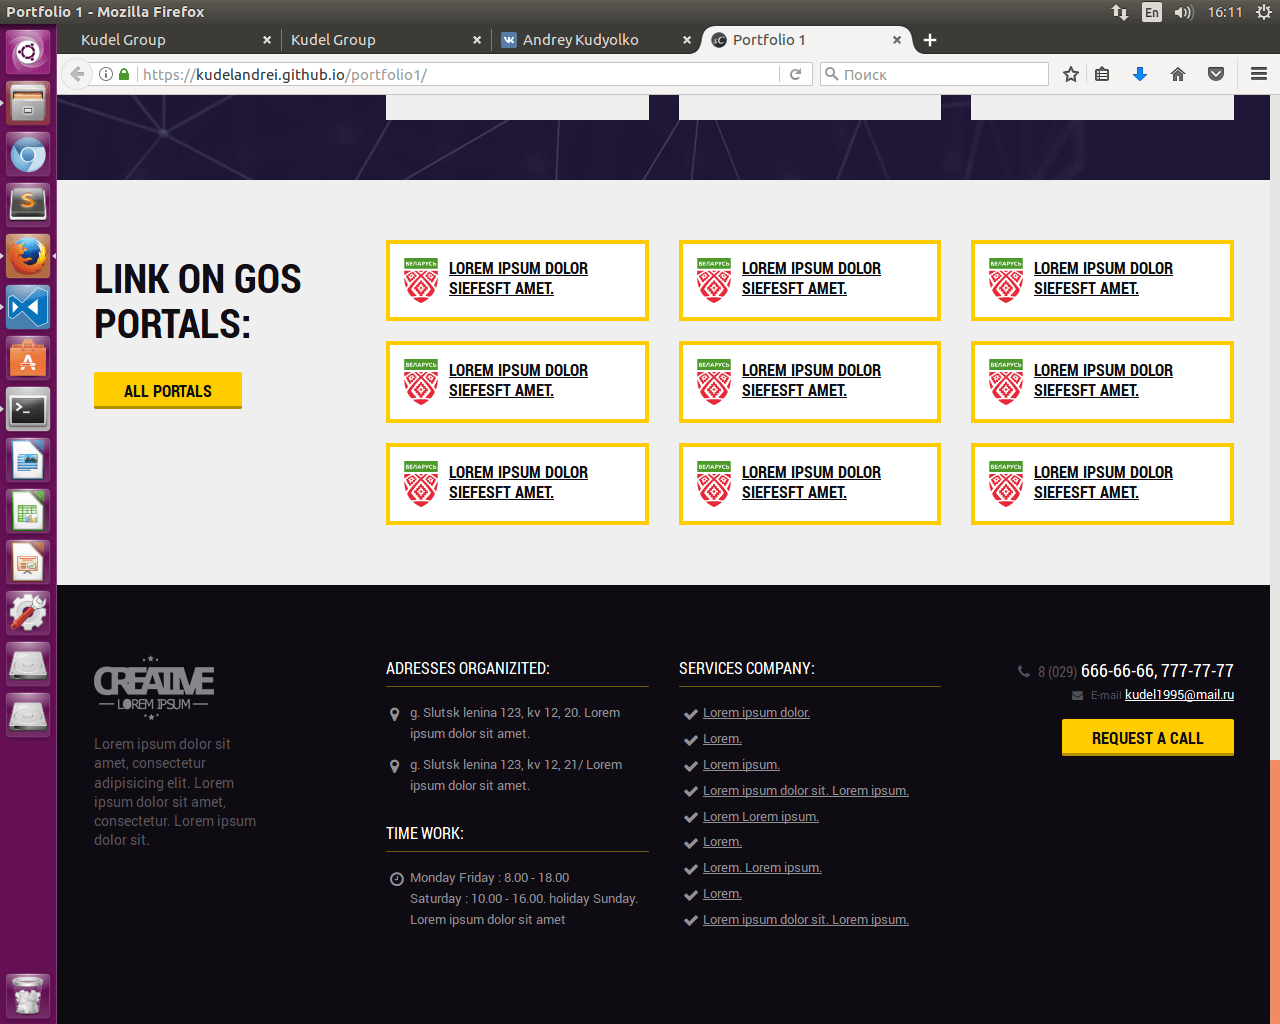 Portfolio 1 - Mozilla Firefox
En
16:11
Kudel Group
Kudel Group
Andrey Kudyolko
Portfolio 1
https://kudelandrei.github.io/portfolio1/
Поиск
LINK ON GOS
PORTALS:
ALL PORTALS
БЕЛАРУСЬ
LOREM IPSUM DOLOR
SIEFESFT AMET.
БЕЛАРУСЬ
LOREM IPSUM DOLOR
SIEFESFT AMET.
БЕЛАРУСЬ
LOREM IPSUM DOLOR
SIEFESFT AMET.
БЕЛАРУСЬ
LOREM IPSUM DOLOR
SIEFESFT AMET.
БЕЛАРУСЬ
LOREM IPSUM DOLOR
SIEFESFT AMET.
БЕЛАРУСЬ
LOREM IPSUM DOLOR
SIEFESFT AMET.
БЕЛАРУСЬ
LOREM IPSUM DOLOR
SIEFESFT AMET.
БЕЛАРУСЬ
LOREM IPSUM DOLOR
SIEFESFT AMET.
БЕЛАРУСЬ
LOREM IPSUM DOLOR
SIEFESFT AMET.
CREATIVE
LOREM IPSUM
Lorem ipsum dolor sit
amet, consectetur
adipisicing elit. Lorem
ipsum dolor sit amet,
consectetur. Lorem ipsum
dolor sit.
ADRESSES ORGANIZITED:
g. Slutsk lenina 123, kv 12, 20. Lorem
ipsum dolor sit amet.
g. Slutsk lenina 123, kv 12, 21/ Lorem
ipsum dolor sit amet.
TIME WORK:
Monday Friday : 8.00 - 18.00
Saturday : 10.00 - 16.00. holiday Sunday.
Lorem ipsum dolor sit amet
SERVICES COMPANY:
Lorem ipsum dolor.
Lorem.
Lorem ipsum.
Lorem ipsum dolor sit. Lorem ipsum.
Lorem Lorem ipsum.
Lorem.
Lorem. Lorem ipsum.
Lorem.
Lorem ipsum dolor sit. Lorem ipsum.
8 (029) 666-66-66, 777-77-77
E-mail kudel1995@mail.ru
REQUEST A CALL